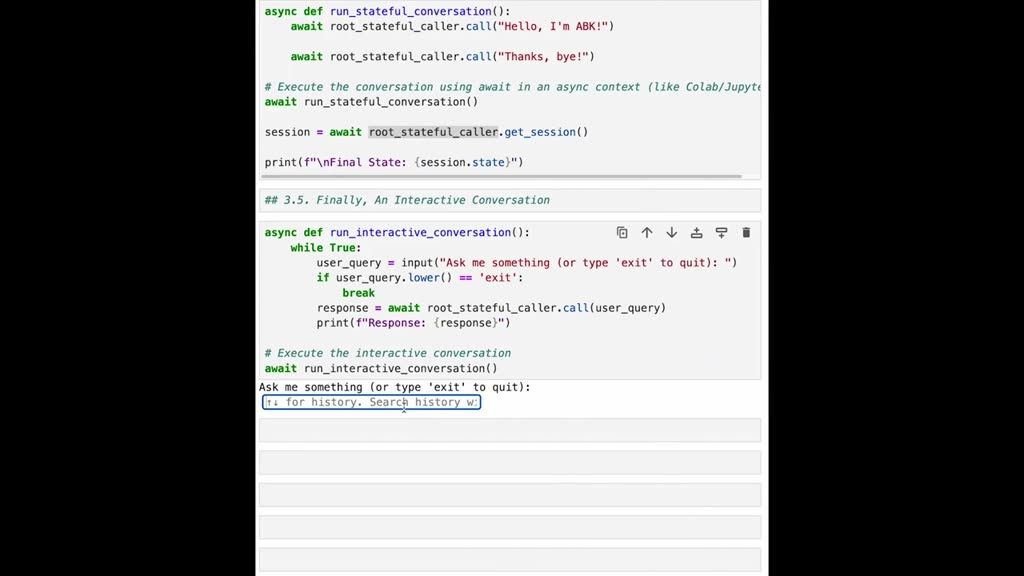 async def run_stateful_conversation():
    await root_stateful_caller.call("Hello, I'm ABK!")
    await root_stateful_caller.call("Thanks, bye!")
# Execute the conversation using await in an async context (like Colab/Jupyte
await run_stateful_conversation()
session = await root_stateful_caller.get_session()
print(f"\nFinal State: {session.state}")
## 3.5. Finally, An Interactive Conversation
async def run_interactive_conversation():
    while True:
        user_query = input("Ask me something (or type 'exit' to quit): ")
        if user_query.lower() == 'exit':
            break
        response = await root_stateful_caller.call(user_query)
        print(f"Response: {response}")
# Execute the interactive conversation
await run_interactive_conversation()
Ask me something (or type 'exit' to quit):
↑↓ for history. Search history w